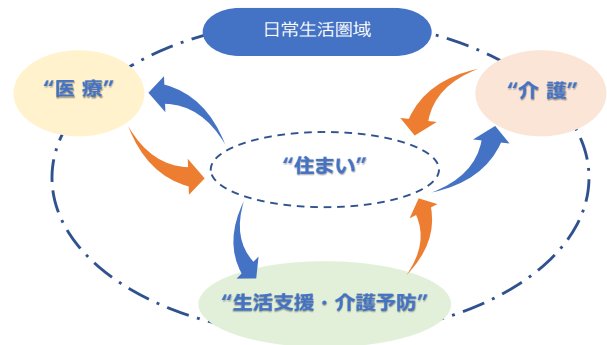 日常生活圏域
“医 療”
“介 護”
“住まい”
“生活支援・介護予防”